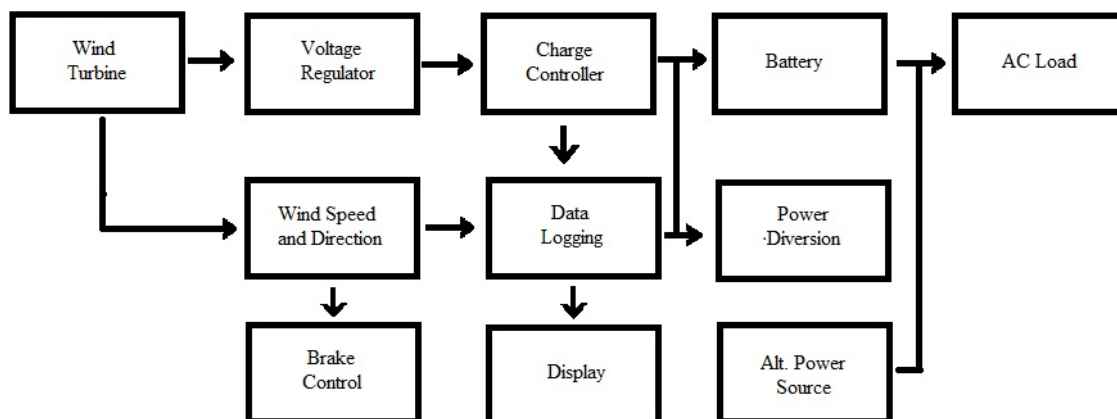 Wind
Turbine
Voltage
Regulator
Charge
Controller
Battery
AC Load
Wind Speed
and Direction
Data
Logging
Power
·Diversion
Brake
Control
Display
Alt. Power
Source